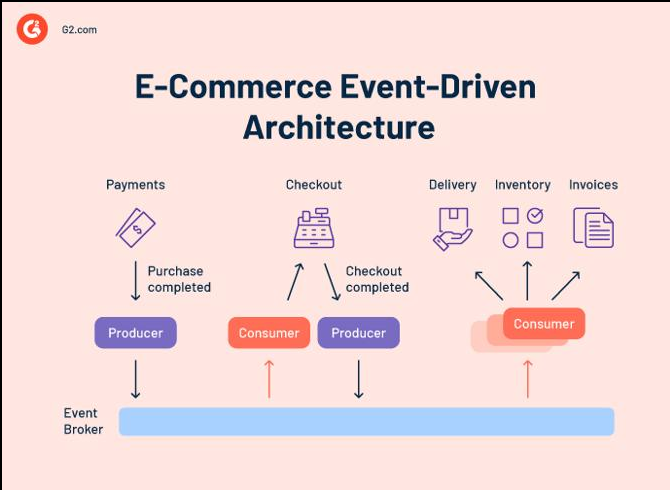 G2
G2.com
E-Commerce Event-Driven
Architecture
Payments
Checkout
Delivery
Inventory
Invoices
$
Purchase
completed
Checkout
completed
Producer
Consumer
Producer
Consumer
Event
Broker